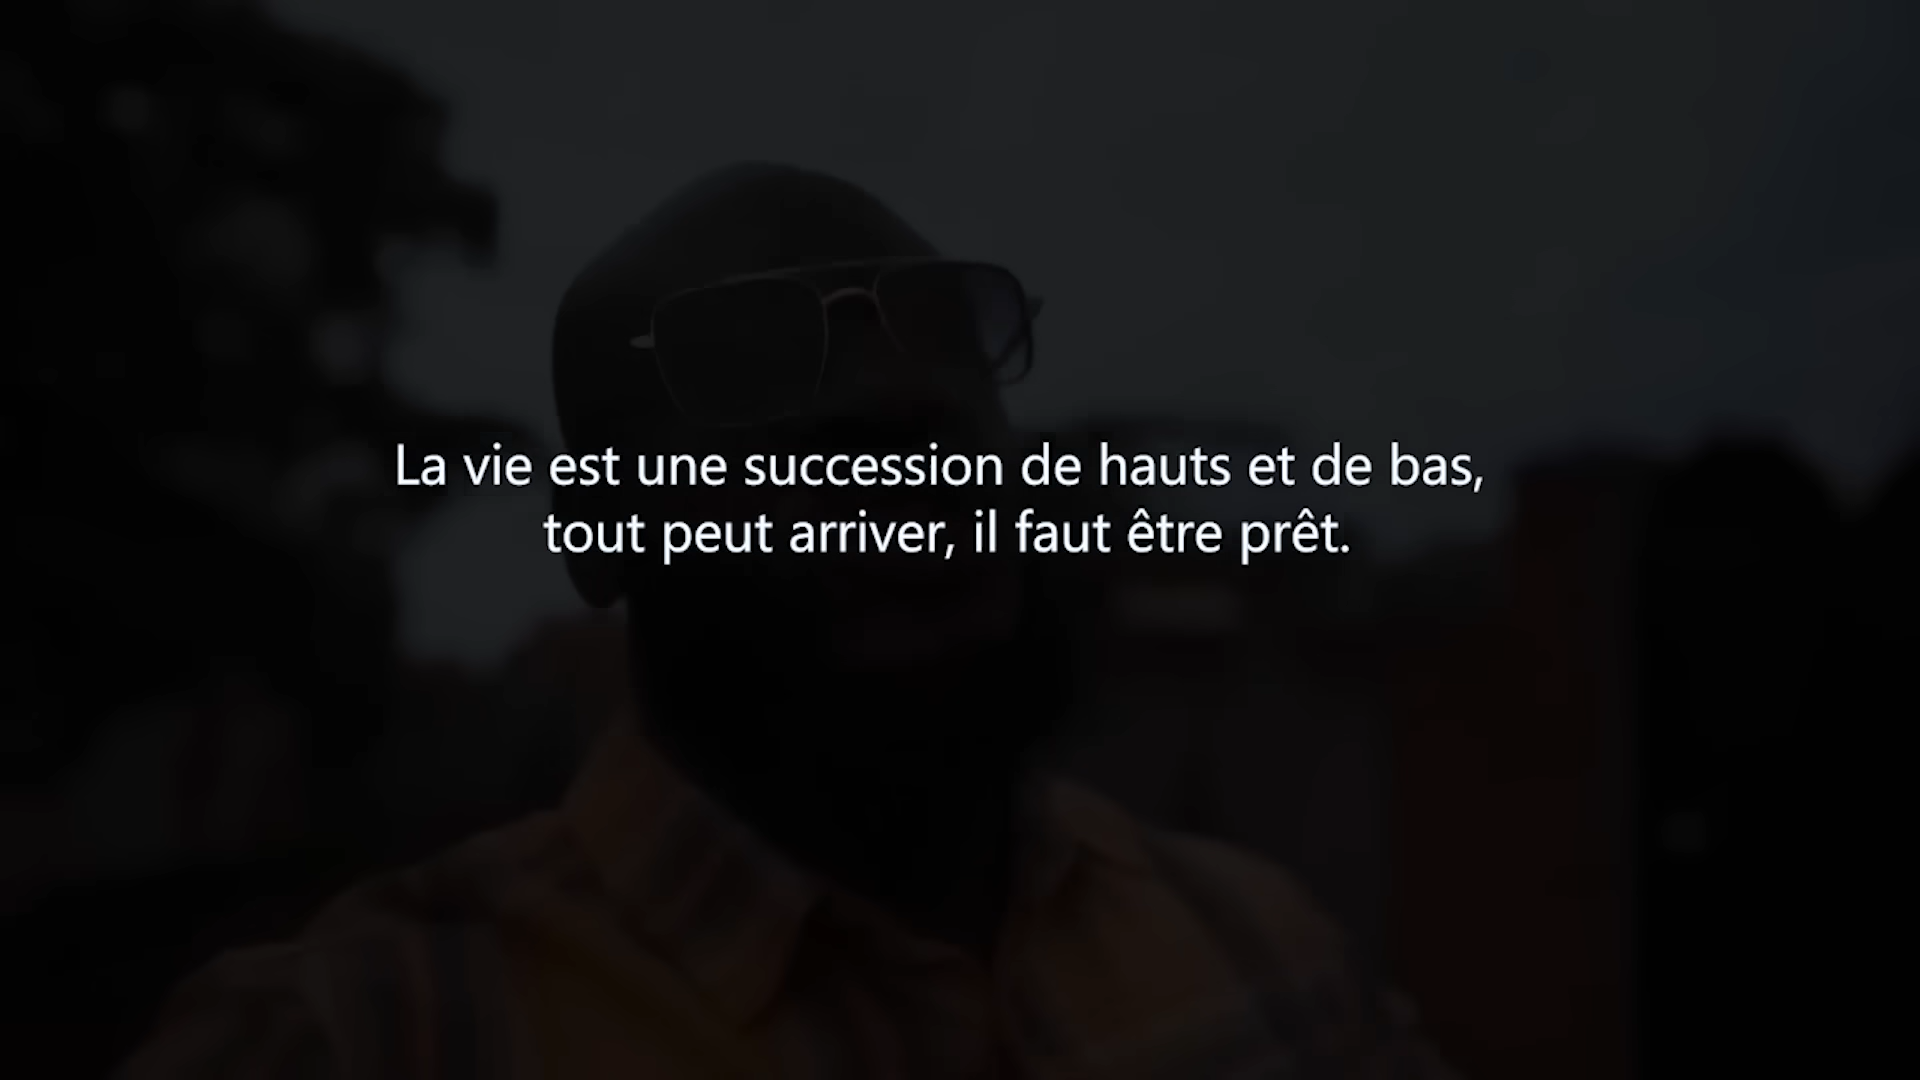 La vie est une succession de hauts et de bas,
tout peut arriver, il faut être prêt.